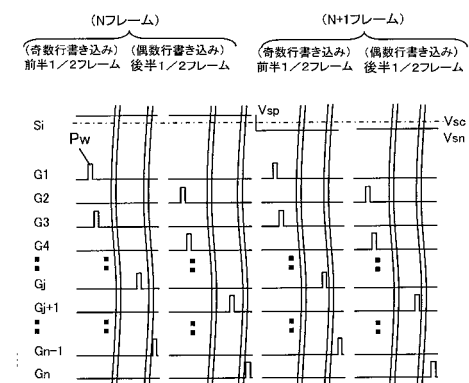 (Nフレーム) (N+1フレーム)
(奇数行書き込み) (偶数行書き込み) (奇数行書き込み) (偶数行書き込み)
前半1/2フレーム 後半1/2フレーム 前半1/2フレーム 後半1/2フレーム
Vsp
Si
Vsc
Vsn
Pw
G1
G2
G3
G4
Gj
Gj+1
Gn-1
Gn